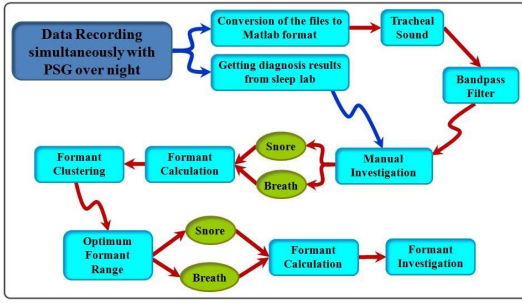 Data Recording
simultaneously with
PSG over night
Conversion of the files to
Matlab format
Tracheal
Sound
Getting diagnosis results
from sleep lab
Bandpass
Filter
Manual
Investigation
Snore
Breath
Formant
Calculation
Formant
Clustering
Optimum
Formant
Range
Snore
Breath
Formant
Calculation
Formant
Investigation